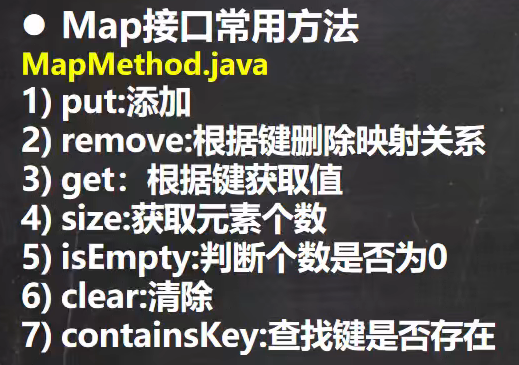 ● Map接口常用方法
MapMethod.java
1) put:添加
2) remove:根据键删除映射关系
3) get：根据键获取值
4) size:获取元素个数
5) isEmpty:判断个数是否为0
6) clear:清除
7) containsKey:查找键是否存在